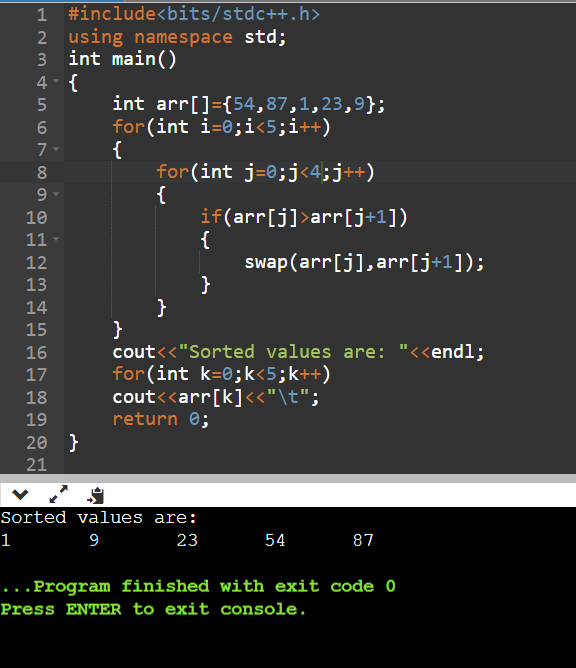 1 #include<bits/stdc++.h>
2 using namespace std;
3 int main()
4 {
5     int arr[]={54,87,1,23,9};
6     for(int i=0;i<5;i++)
7     {
8         for(int j=0;j<4;j++)
9         {
10             if(arr[j]>arr[j+1])
11             {
12                 swap(arr[j],arr[j+1]);
13             }
14         }
15     }
16     cout<<"Sorted values are: "<<endl;
17     for(int k=0;k<5;k++)
18     cout<<arr[k]<<"\t";
19     return 0;
20 }
21
Sorted values are:
1       9       23      54      87
...Program finished with exit code 0
Press ENTER to exit console.